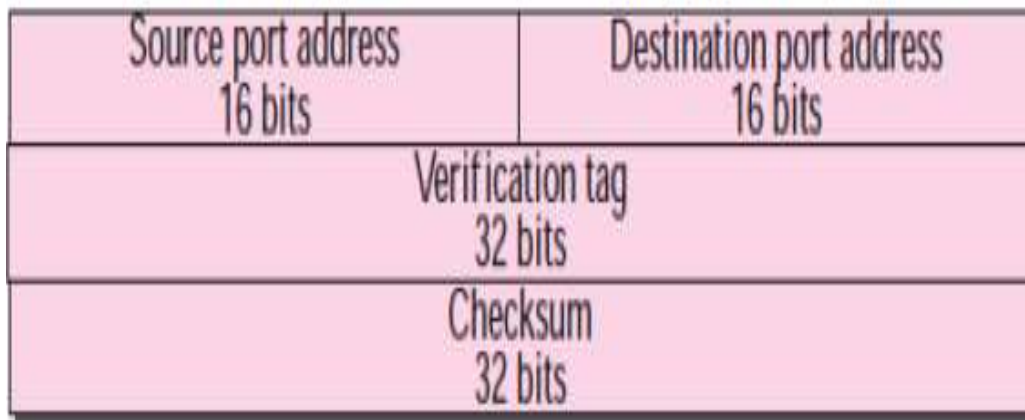 Source port address
16 bits
Destination port address
16 bits
Verification tag
32 bits
Checksum
32 bits